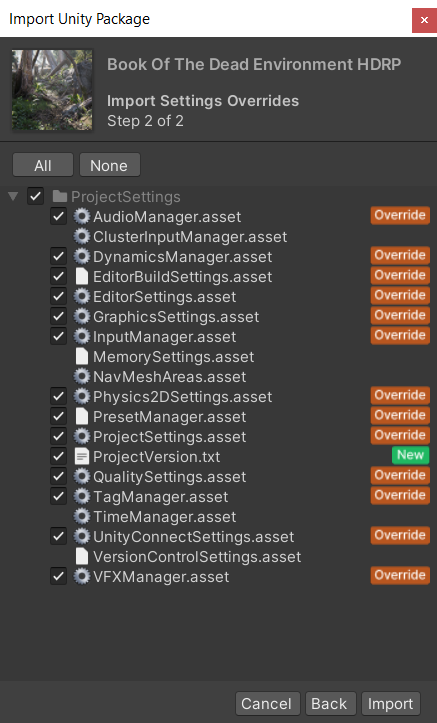 Import Unity Package
Book Of The Dead Environment HDRP
Import Settings Overrides
Step 2 of 2
All None
ProjectSettings
AudioManager.asset Override
ClusterInputManager.asset
DynamicsManager.asset Override
EditorBuildSettings.asset Override
EditorSettings.asset Override
GraphicsSettings.asset Override
InputManager.asset Override
MemorySettings.asset
NavMeshAreas.asset
Physics2DSettings.asset Override
PresetManager.asset Override
ProjectSettings.asset Override
ProjectVersion.txt New
QualitySettings.asset Override
TagManager.asset Override
TimeManager.asset
UnityConnectSettings.asset Override
VersionControlSettings.asset
VFXManager.asset Override
Cancel Back Import